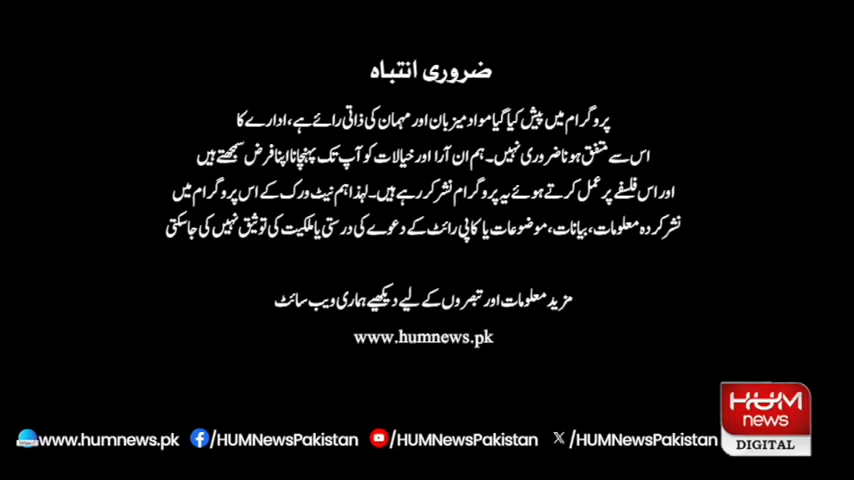 ضروری انتباہ
پروگرام میں پیش کیا گیا مواد میزبان اور مہمان کی ذاتی رائے ہے، ادارے کا
اس سے متفق ہونا ضروری نہیں۔ ہم ان آرا اور خیالات کو آپ تک پہنچانا اپنا فرض سمجھتے ہیں
اور اس فلسفے پر عمل کرتے ہوئے یہ پروگرام نشر کر رہے ہیں۔ لہذا ہم نیٹ ورک کے اس پروگرام میں
نشر کردہ معلومات، بیانات، موضوعات یا کاپی رائٹ کے دعوے کی درستی یا ملکیت کی توثیق نہیں کی جا سکتی
مزید معلومات اور تبصروں کے لیے دیکھیے ہماری ویب سائٹ
www.humnews.pk
HUM
news
DIGITAL
www.humnews.pk /HUMNewsPakistan /HUMNewsPakistan /HUMNewsPakistan